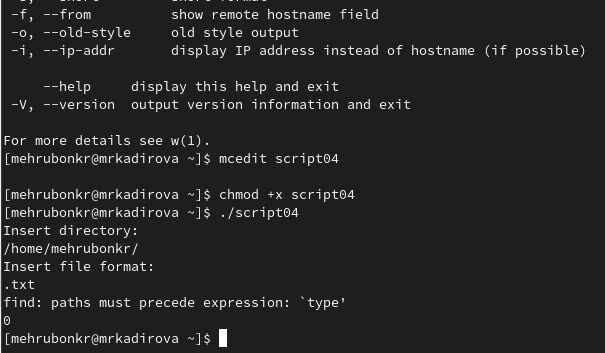 -f, --from           show remote hostname field
-o, --old-style     old style output
-i, --ip-addr       display IP address instead of hostname (if possible)
--help     display this help and exit
-V, --version  output version information and exit
For more details see w(1).
[mehrubonkr@mrkadirova ~]$ mcedit script04
[mehrubonkr@mrkadirova ~]$ chmod +x script04
[mehrubonkr@mrkadirova ~]$ ./script04
Insert directory:
/home/mehrubonkr/
Insert file format:
.txt
find: paths must precede expression: `type'
0
[mehrubonkr@mrkadirova ~]$